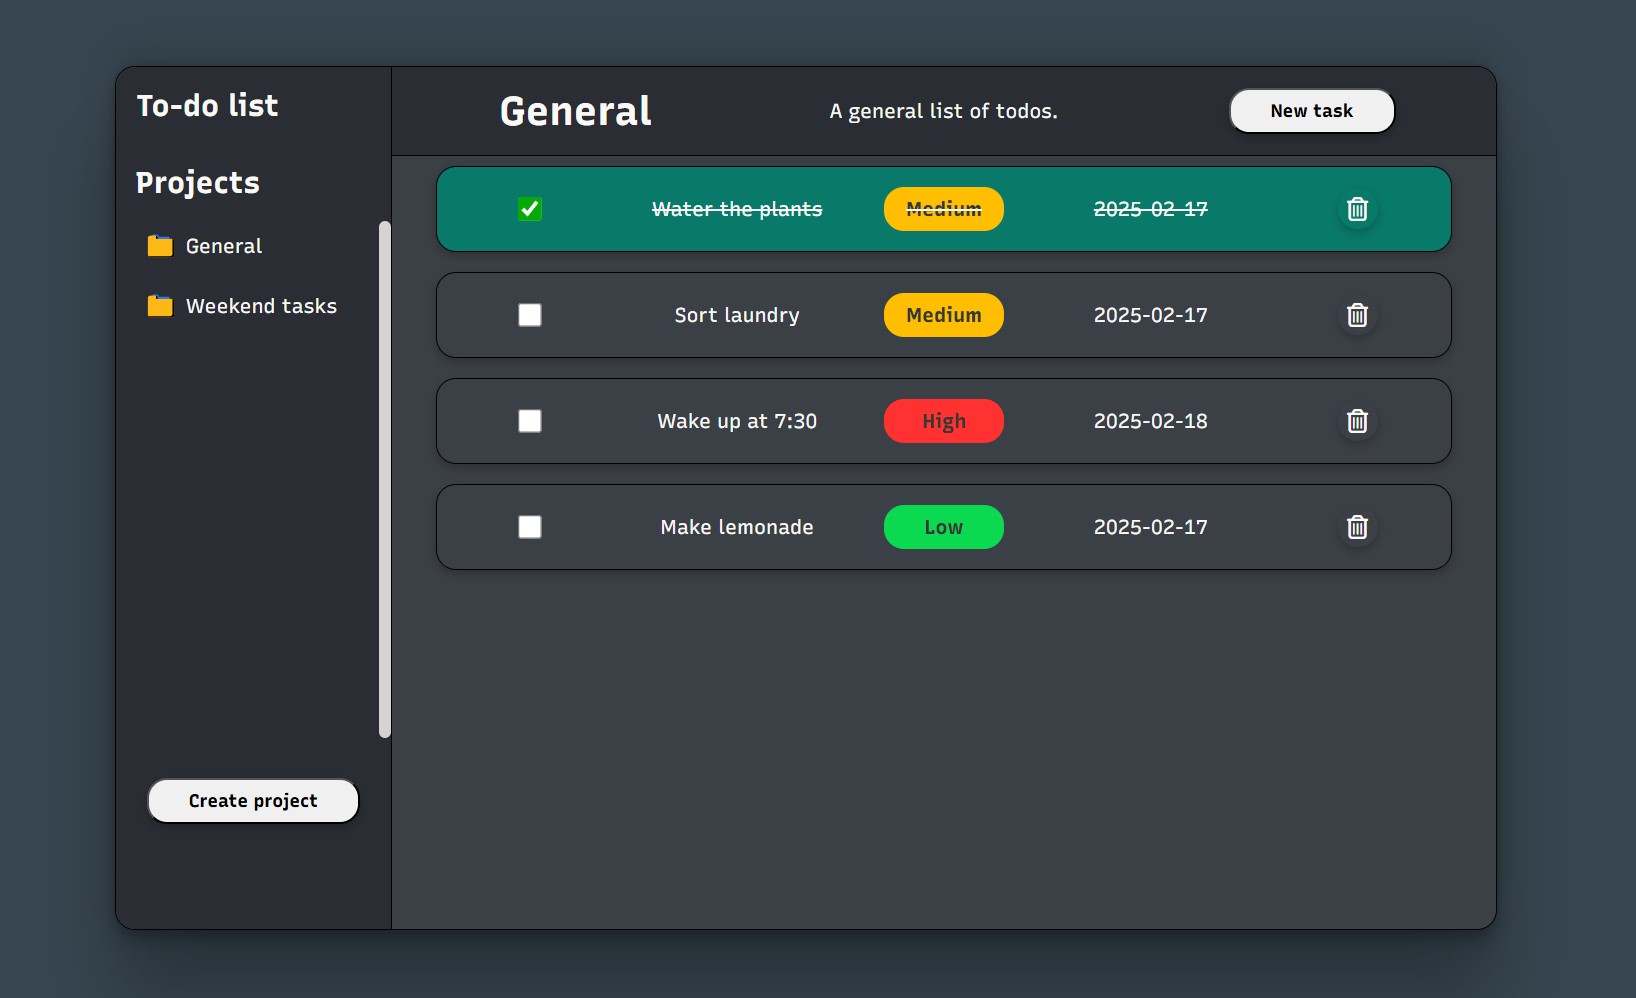 To-do list
Projects
General
Weekend tasks
Create project
General
A general list of todos.
New task
Water the plants Medium 2025-02-17
Sort laundry Medium 2025-02-17
Wake up at 7:30 High 2025-02-18
Make lemonade Low 2025-02-17